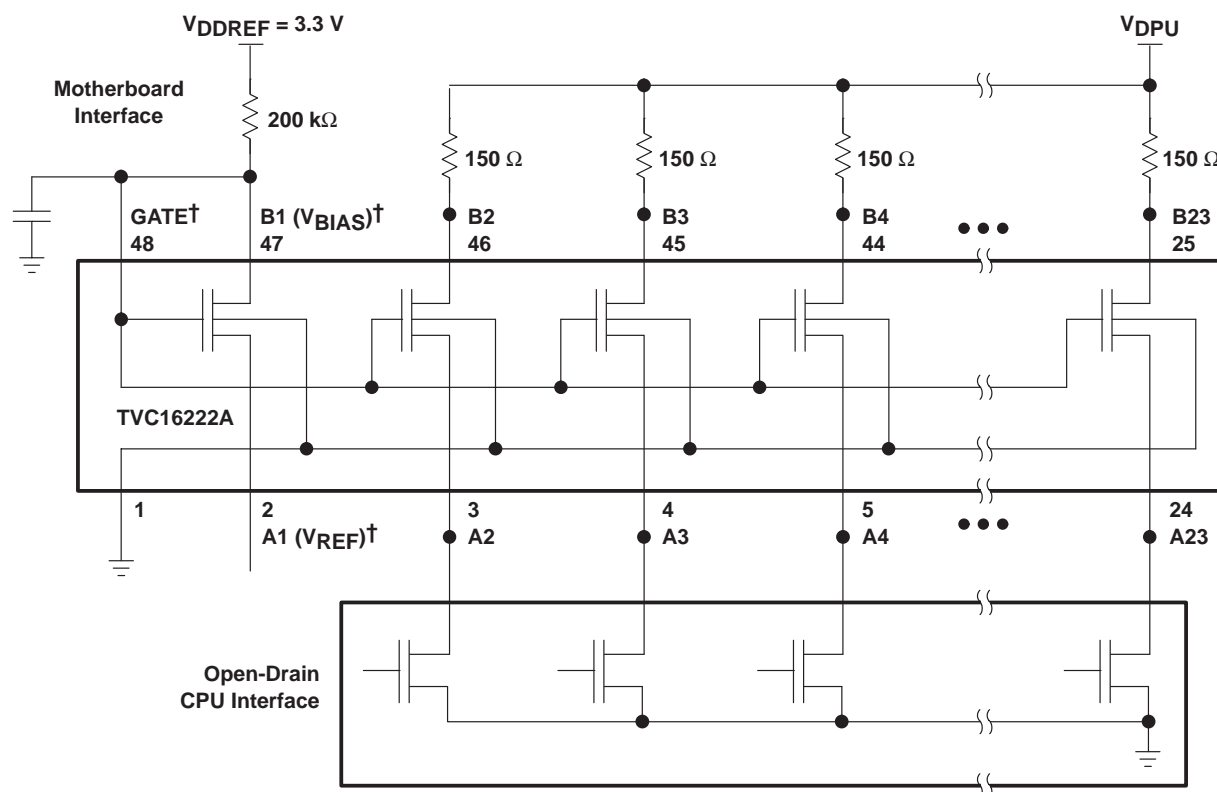 VDDREF = 3.3 V
VDPU
Motherboard
Interface
200 kΩ
150 Ω
150 Ω
150 Ω
150 Ω
GATE†
B1 (VBIAS)†
B2
B3
B4
B23
48
47
46
45
44
25
TVC16222A
1
2
3
4
5
24
A1 (VREF)†
A2
A3
A4
A23
Open-Drain
CPU Interface